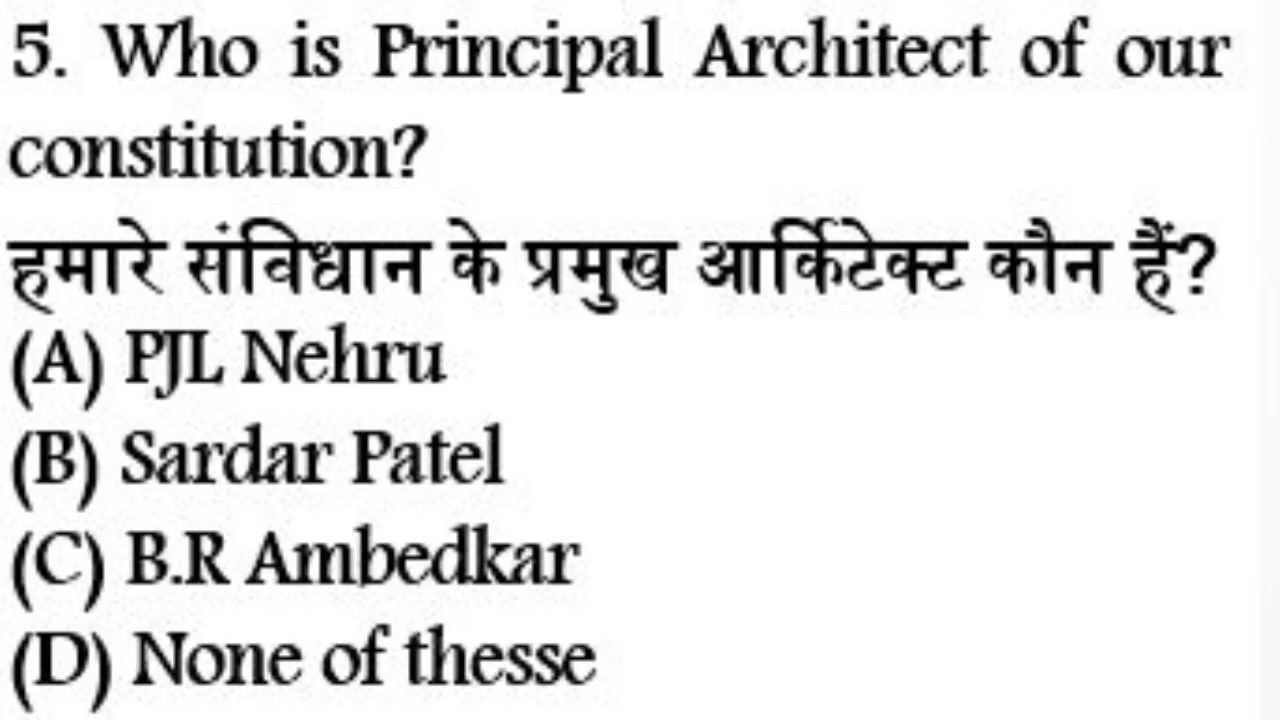 5. Who is Principal Architect of our
constitution?
हमारे संविधान के प्रमुख आर्किटेक्ट कौन हैं?
(A) PJL Nehru
(B) Sardar Patel
(C) B.R Ambedkar
(D) None of thesse